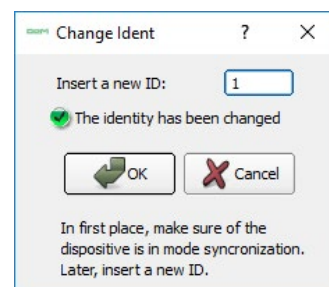 Change Ident ?
Insert a new ID: 1
The identity has been changed
OK Cancel
In first place, make sure of the
dispositive is in mode syncronization.
Later, insert a new ID.